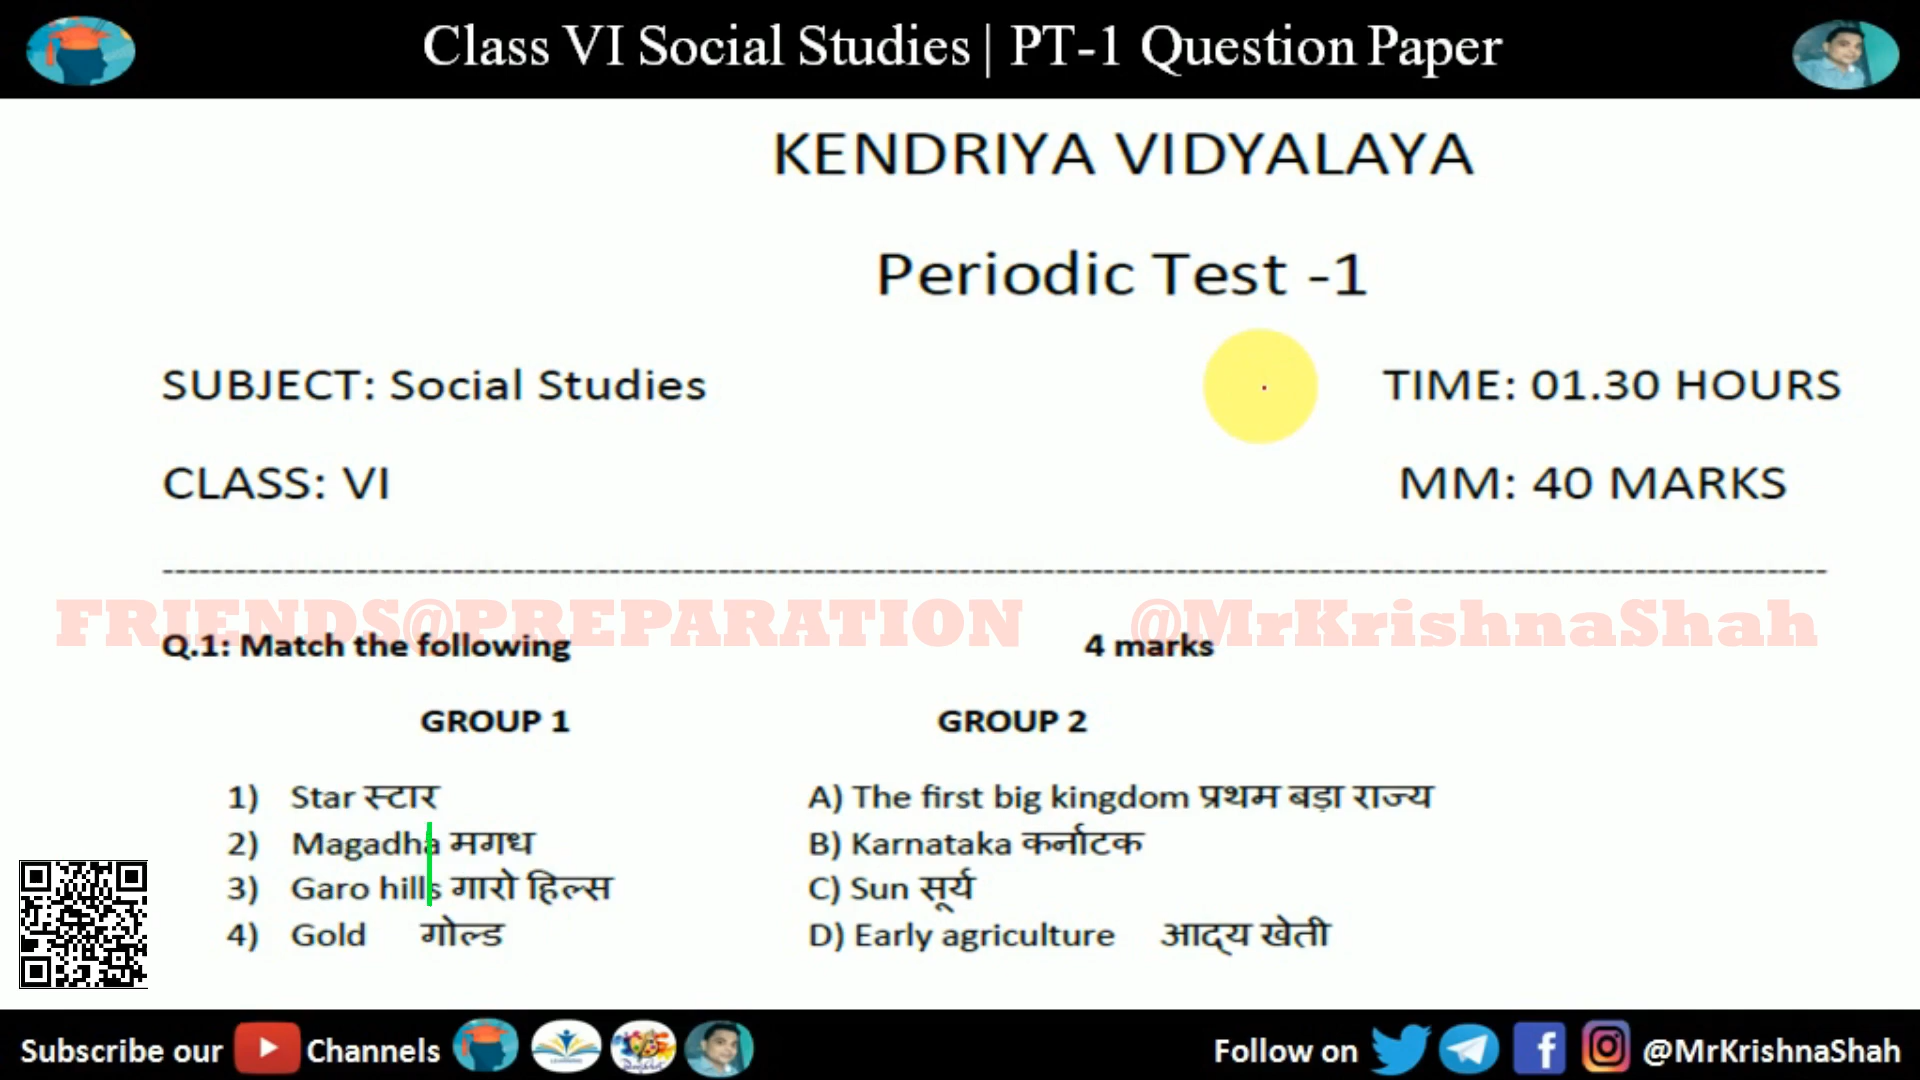 Class VI Social Studies | PT-1 Question Paper
KENDRIYA VIDYALAYA
Periodic Test -1
SUBJECT: Social Studies TIME: 01.30 HOURS
CLASS: VI MM: 40 MARKS
FRIENDS@PREPARATION @MrKrishnaShah
Q.1: Match the following 4 marks
GROUP 1 GROUP 2
1) Star स्टार A) The first big kingdom प्रथम बड़ा राज्य
2) Magadha मगध B) Karnataka कर्नाटक
3) Garo hills गारो हिल्स C) Sun सूर्य
4) Gold गोल्ड D) Early agriculture आद्य खेती
Subscribe our Channels Follow on @MrKrishnaShah